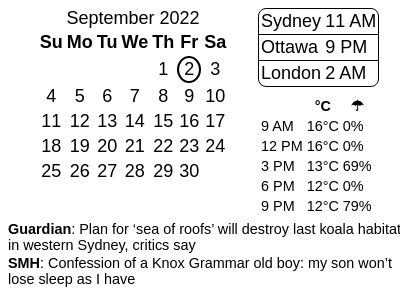 September 2022
Su Mo Tu We Th Fr Sa
1 2 3
4 5 6 7 8 9 10
11 12 13 14 15 16 17
18 19 20 21 22 23 24
25 26 27 28 29 30
Sydney 11 AM
Ottawa 9 PM
London 2 AM
°C ☂
9 AM 16°C 0%
12 PM 16°C 0%
3 PM 13°C 69%
6 PM 12°C 0%
9 PM 12°C 79%
Guardian: Plan for ‘sea of roofs’ will destroy last koala habitat
in western Sydney, critics say
SMH: Confession of a Knox Grammar old boy: my son won’t
lose sleep as I have